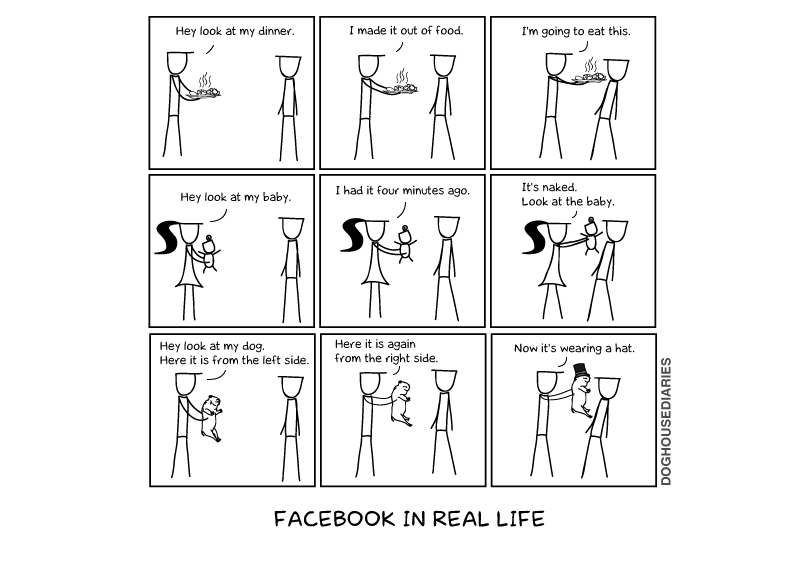 Hey look at my dinner.
I made it out of food.
I'm going to eat this.
Hey look at my baby.
I had it four minutes ago.
It's naked.
Look at the baby.
Hey look at my dog.
Here it is from the left side.
Here it is again
from the right side.
Now it's wearing a hat.
DOGHOUSEDIARIES
FACEBOOK IN REAL LIFE